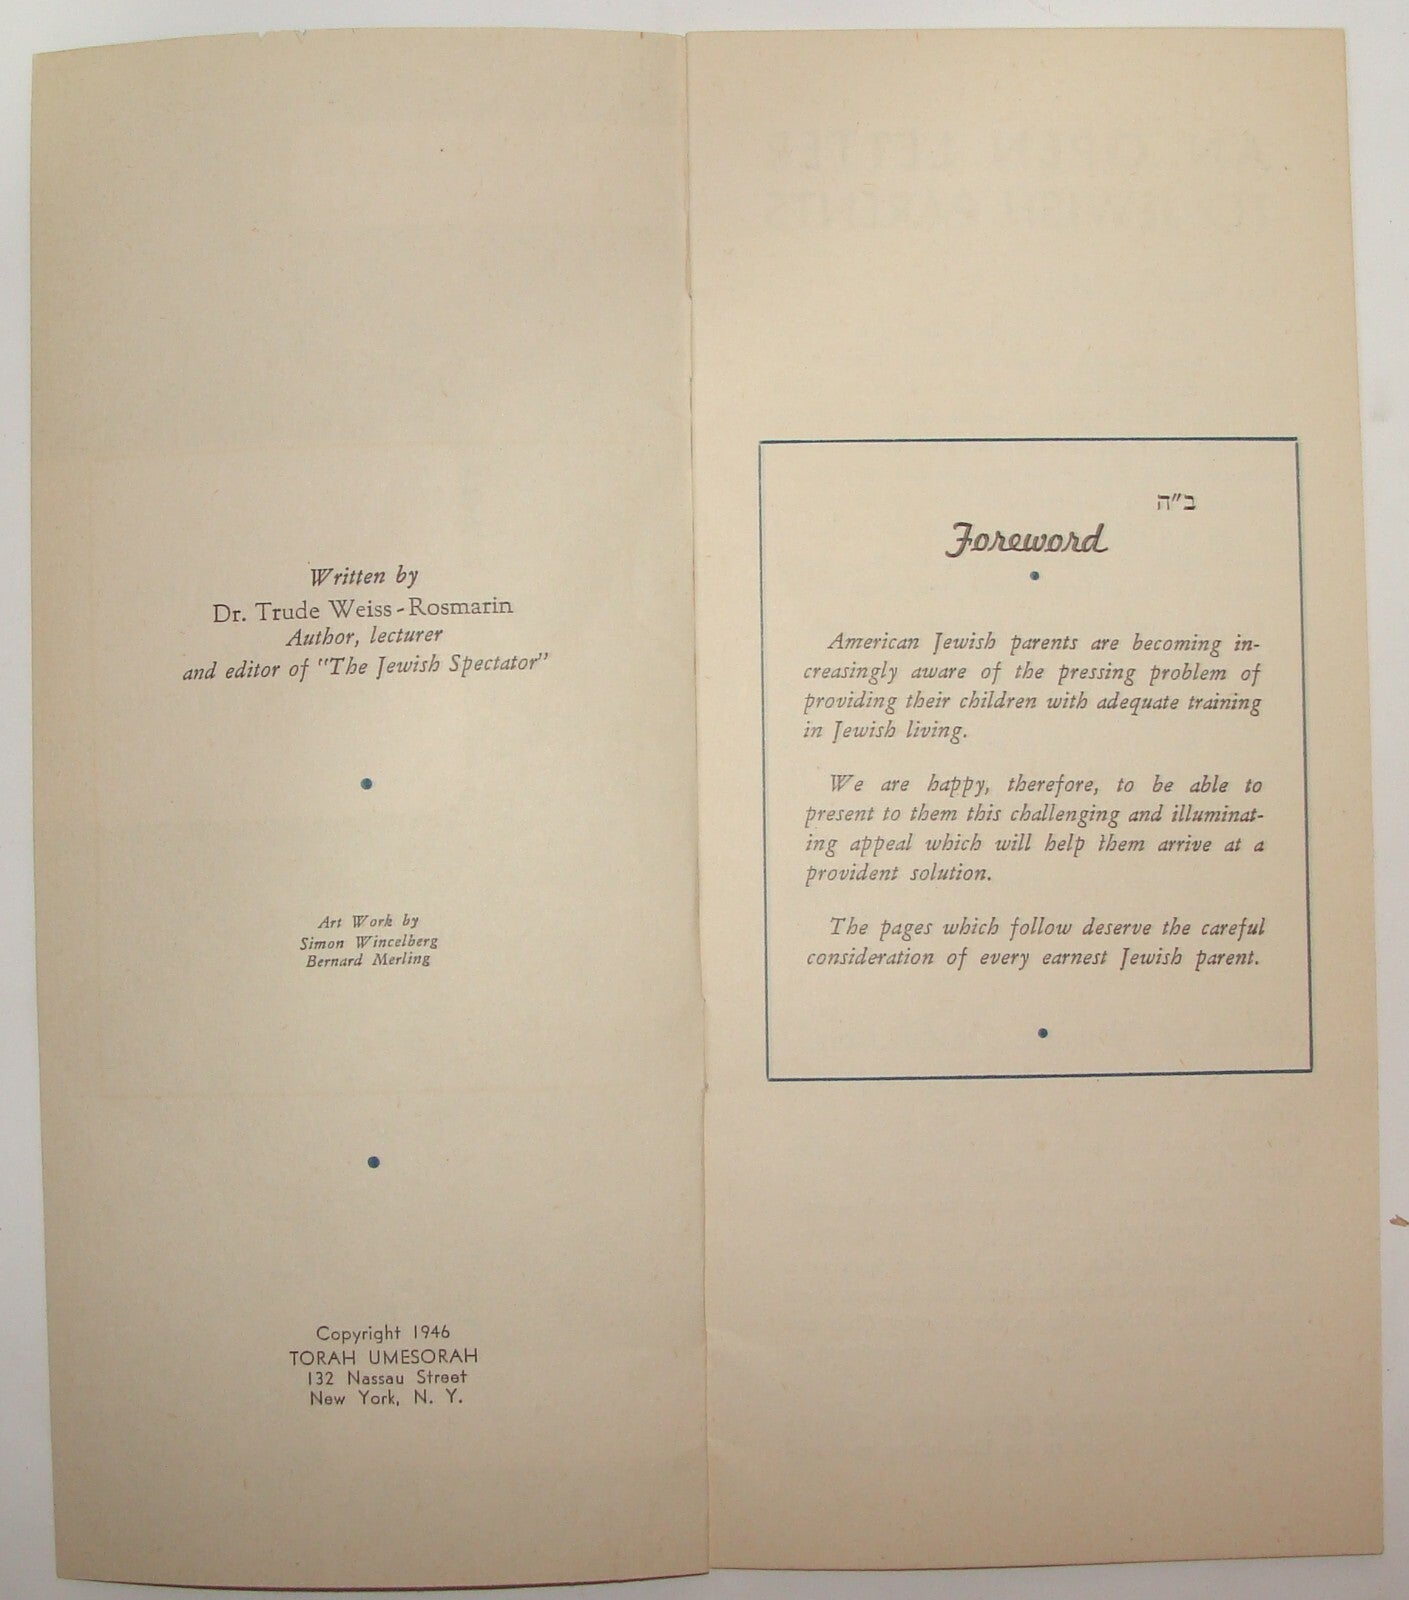 Written by
Dr. Trude Weiss-Rosmarin
Author, lecturer
and editor of "The Jewish Spectator"
Art Work by
Simon Wincelberg
Bernard Merling
Copyright 1946
TORAH UMESORAH
132 Nassau Street
New York, N. Y.
ב"ה
Foreword
American Jewish parents are becoming in-
creasingly aware of the pressing problem of
providing their children with adequate training
in Jewish living.
We are happy, therefore, to be able to
present to them this challenging and illuminat-
ing appeal which will help them arrive at a
provident solution.
The pages which follow deserve the careful
consideration of every earnest Jewish parent.